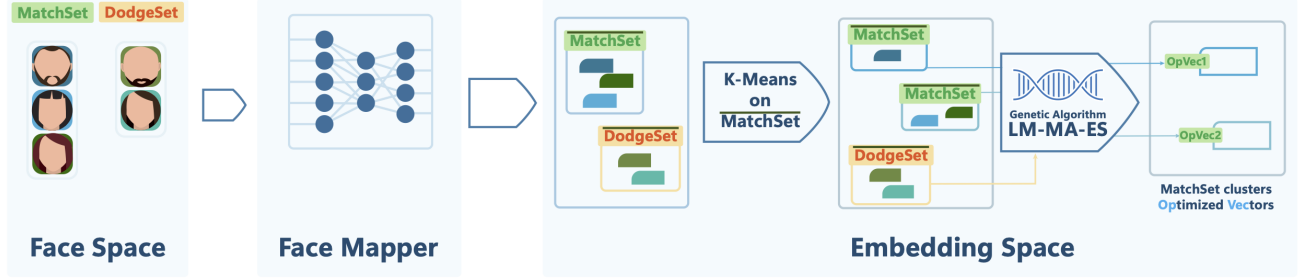 MatchSet DodgeSet
Face Space
Face Mapper
MatchSet
DodgeSet
K-Means
on
MatchSet
MatchSet
MatchSet
DodgeSet
Genetic Algorithm
LM-MA-ES
OpVec1
OpVec2
MatchSet clusters
Optimized Vectors
Embedding Space